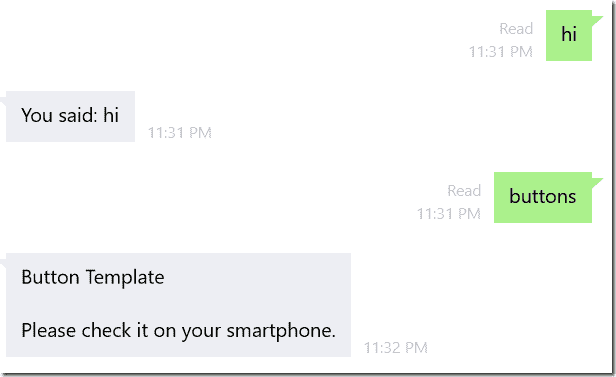 Read
11:31 PM
hi
You said: hi
11:31 PM
Read
11:31 PM
buttons
Button Template
Please check it on your smartphone.
11:32 PM